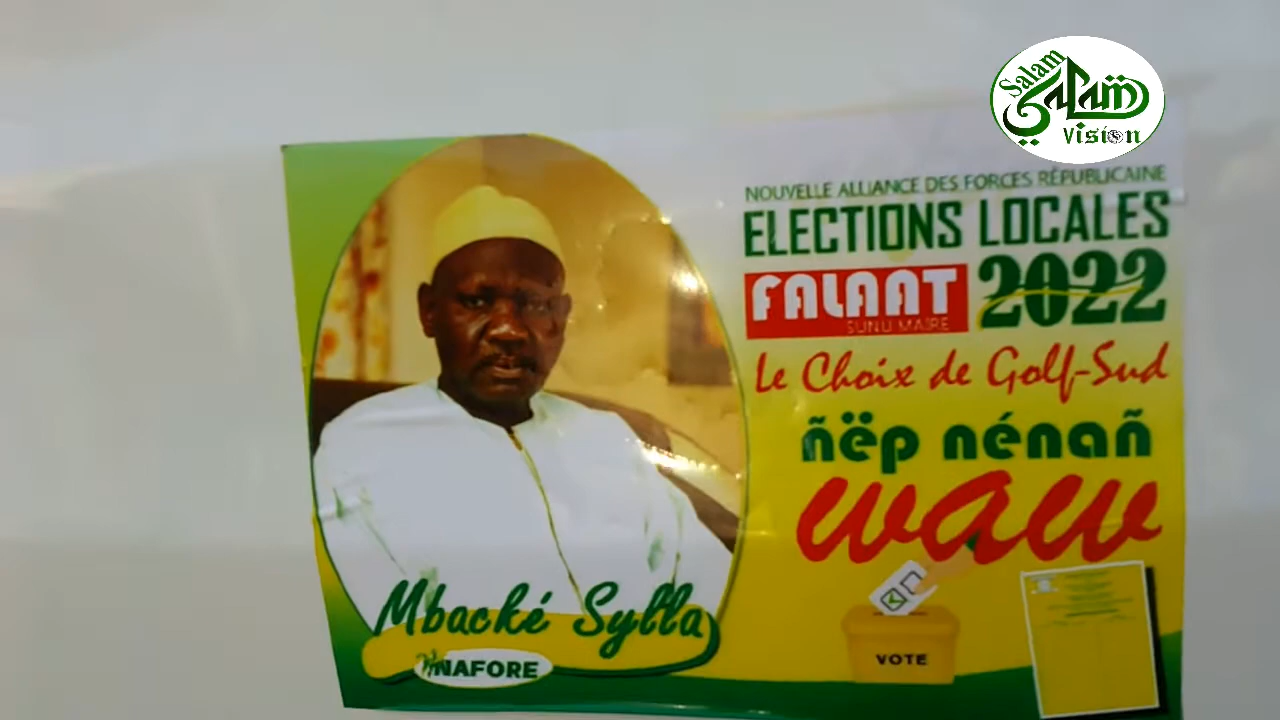 Salam
Salam
Vision
NOUVELLE ALLIANCE DES FORCES RÉPUBLICAINE
ELECTIONS LOCALES
FALAAT
SUNU MAIRE
2022
Le Choix de Golf-Sud
ñëp nénañ
waw
Mbacké Sylla
NAFORE
VOTE